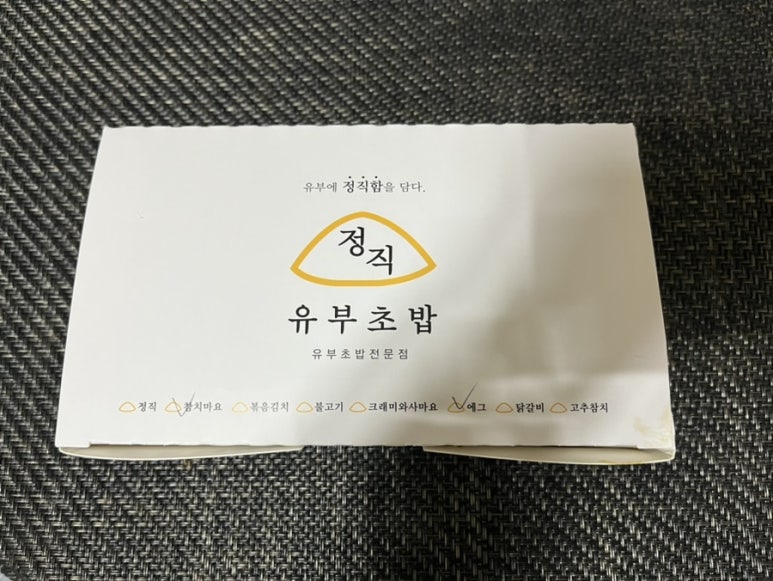 유부에 정직함을 담다.
정직
유부초밥
유부초밥전문점
정직 참치마요 볶음김치 불고기 크래미와사마요 에그 닭갈비 고추참치